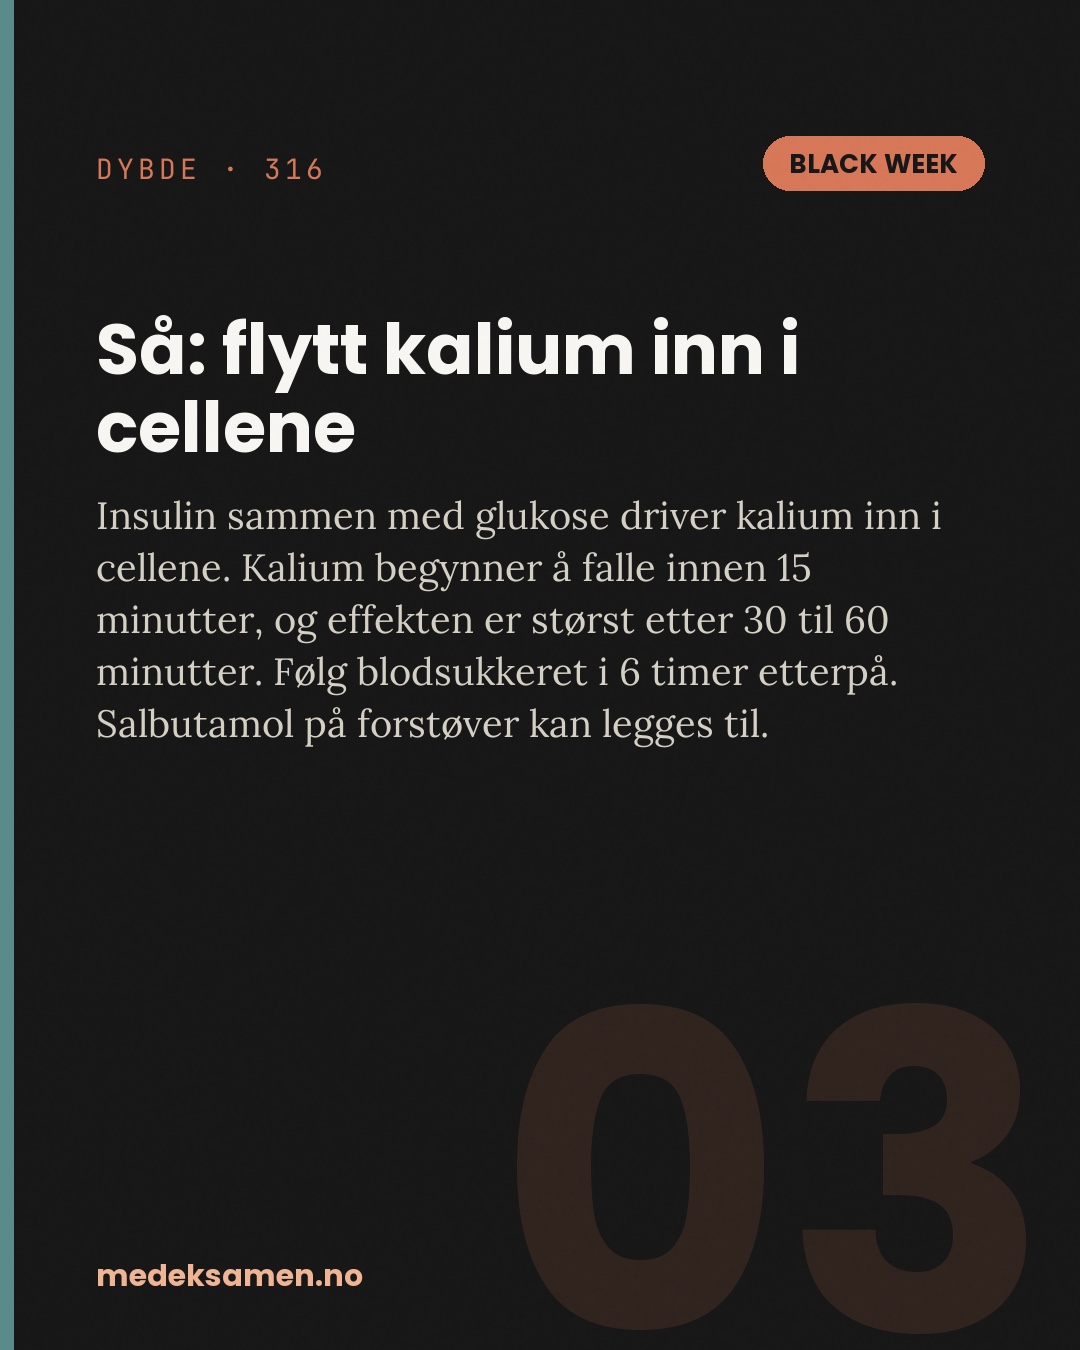 DYBDE · 316
BLACK WEEK
Så: flytt kalium inn i
cellene
Insulin sammen med glukose driver kalium inn i
cellene. Kalium begynner å falle innen 15
minutter, og effekten er størst etter 30 til 60
minutter. Følg blodsukkeret i 6 timer etterpå.
Salbutamol på forstøver kan legges til.
03
medeksamen.no